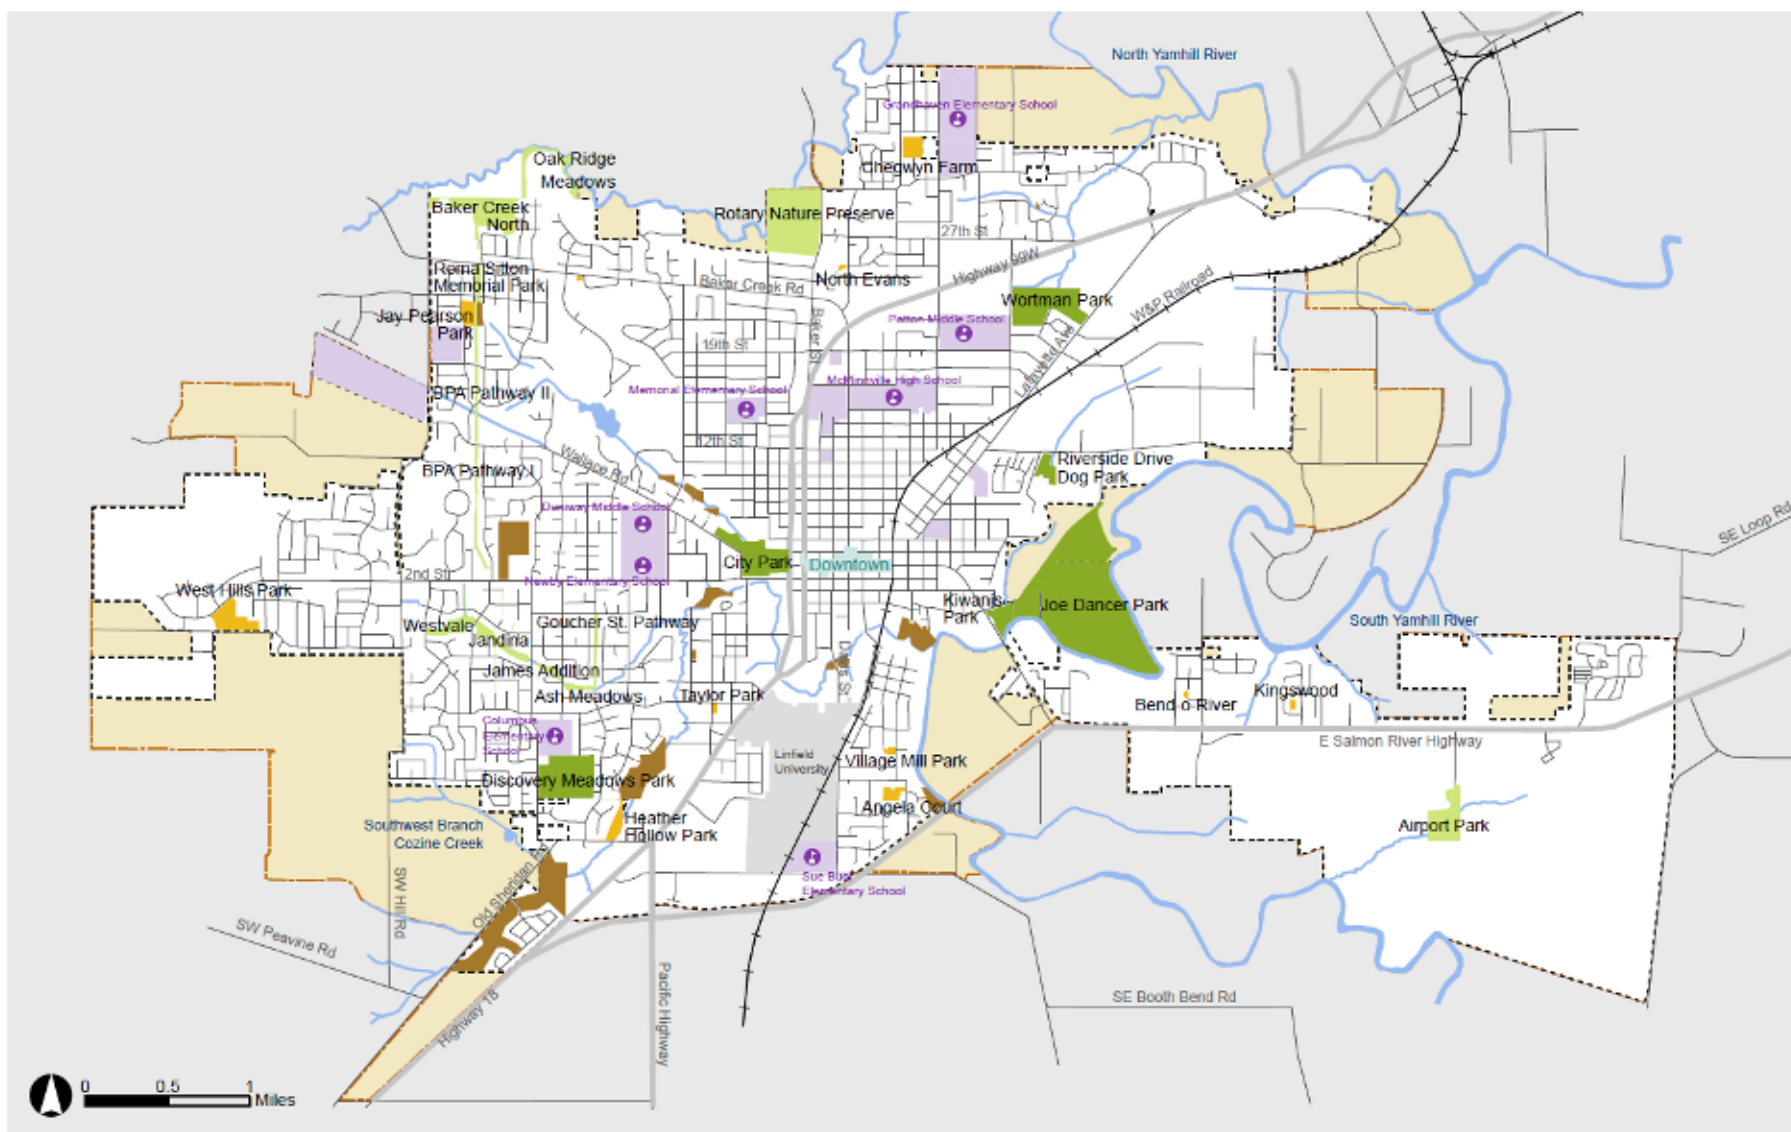 North Yamhill River
Grandhaven Elementary School
Oak Ridge
Meadows
Chegwyn Farm
Baker Creek
North
Rotary Nature Preserve
27th St
Highway 99W
Roma Sitton
Memorial Park
Baker Creek Rd
North Evans
Wortman Park
W&P Railroad
Jay Pearson
Park
Baker St
Patton Middle School
19th St
Lafayette Ave
Memorial Elementary School
McMinnville High School
BPA Pathway II
12th St
Wallace Rd
BPA Pathway I
Riverside Drive
Dog Park
Duniway Middle School
SE Loop Rd
City Park
Downtown
2nd St
Newby Elementary School
West Hills Park
Kiwanis
Park
Joe Dancer Park
Westvale
Goucher St. Pathway
South Yamhill River
Jandina
James Addition
Davis St
Ash Meadows
Taylor Park
Bend o River
Kingswood
Columbus
Elementary
School
E Salmon River Highway
Linfield
University
Village Mill Park
Discovery Meadows Park
Angela Court
Heather
Hollow Park
Southwest Branch
Cozine Creek
Airport Park
Old Sheridan Rd
SW Hill Rd
Sue Buel
Elementary School
SW Peavine Rd
Pacific Highway
Highway 18
SE Booth Bend Rd
0 0.5 1
Miles